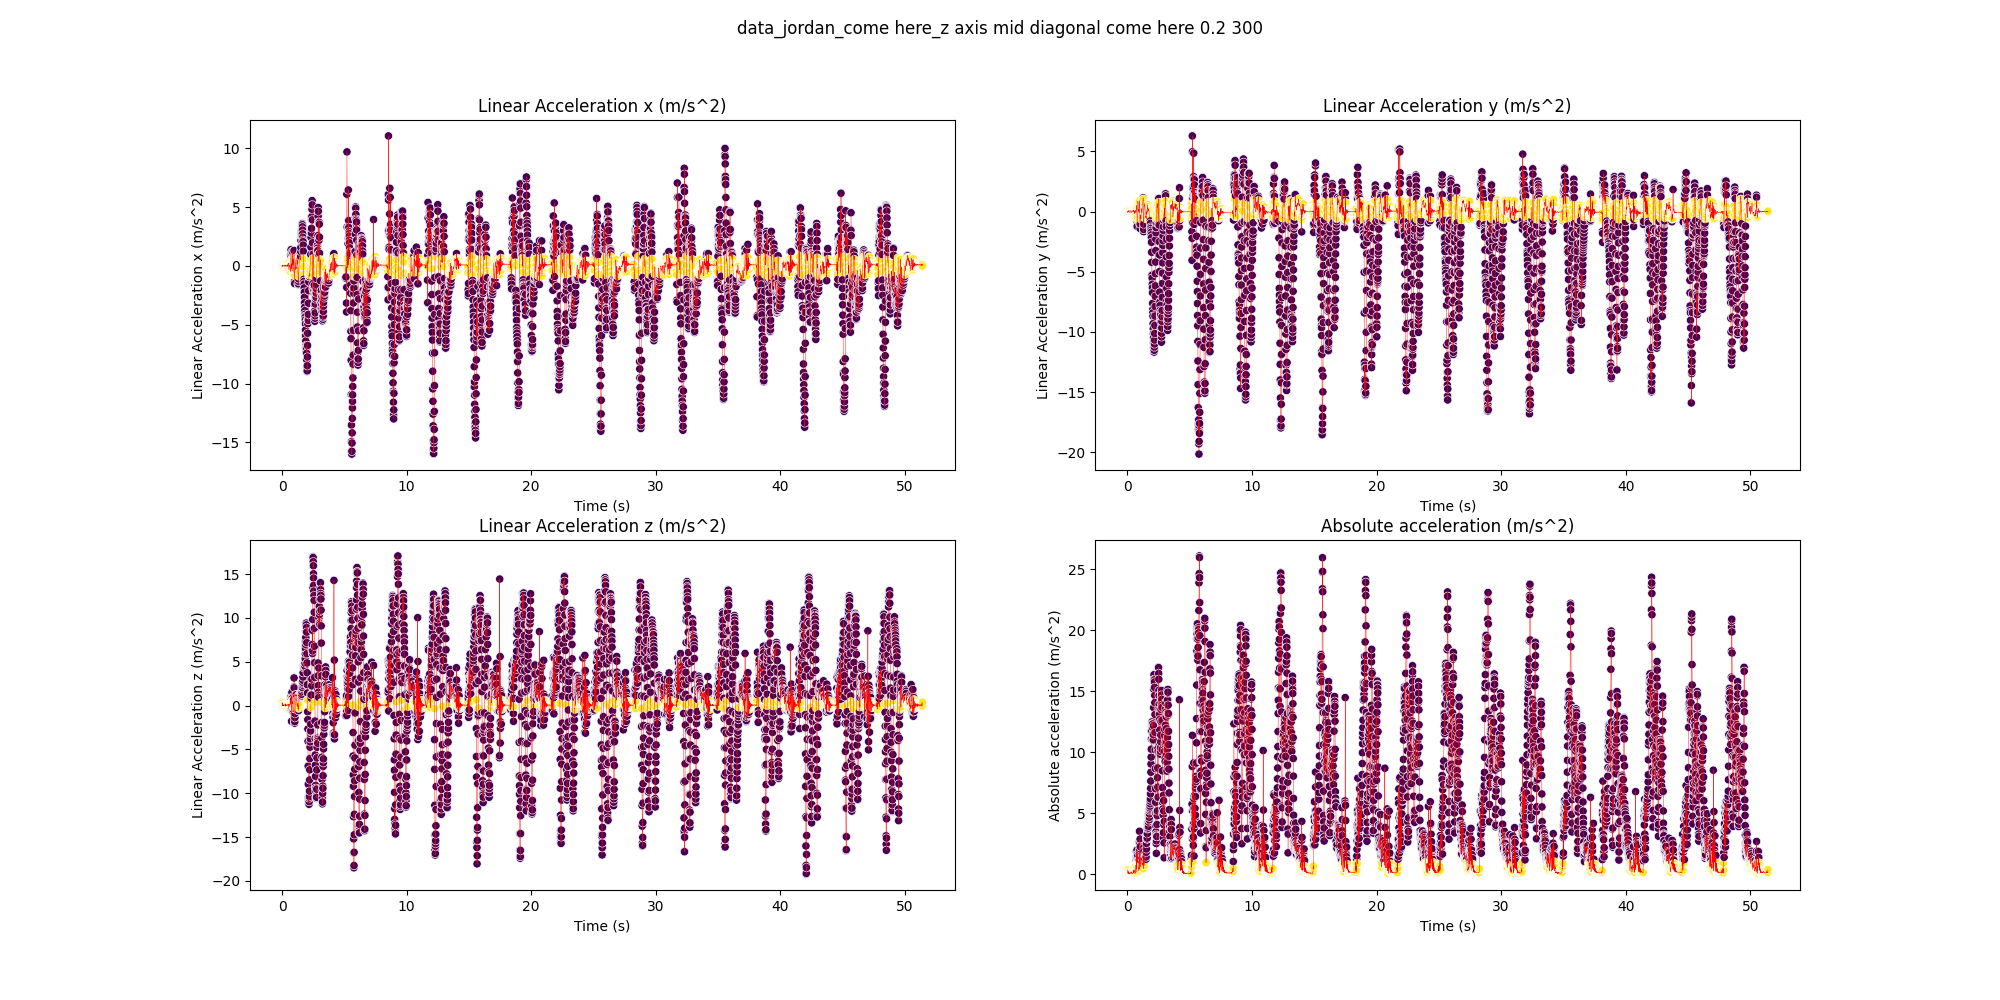 data_jordan_come here_z axis mid diagonal come here 0.2 300
Linear Acceleration x (m/s^2)
Linear Acceleration x (m/s^2)
10
5
0
−5
−10
−15
0 10 20 30 40 50
Time (s)
Linear Acceleration y (m/s^2)
Linear Acceleration y (m/s^2)
5
0
−5
−10
−15
−20
0 10 20 30 40 50
Time (s)
Linear Acceleration z (m/s^2)
Linear Acceleration z (m/s^2)
15
10
5
0
−5
−10
−15
−20
0 10 20 30 40 50
Time (s)
Absolute acceleration (m/s^2)
Absolute acceleration (m/s^2)
25
20
15
10
5
0
0 10 20 30 40 50
Time (s)